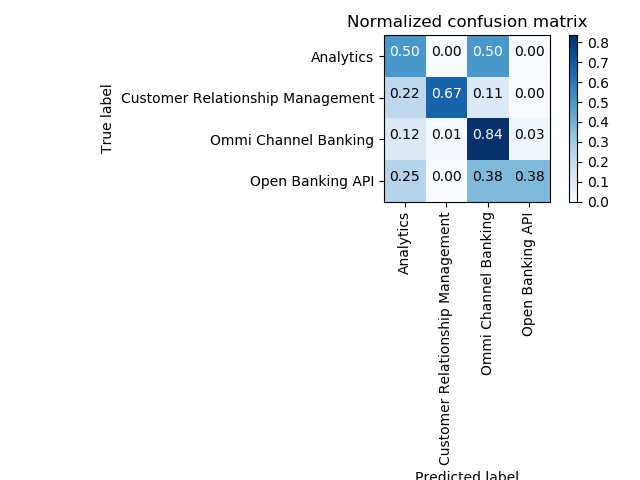 Normalized confusion matrix
True label
Analytics 0.50 0.00 0.50 0.00
Customer Relationship Management 0.22 0.67 0.11 0.00
Ommi Channel Banking 0.12 0.01 0.84 0.03
Open Banking API 0.25 0.00 0.38 0.38
Analytics
Customer Relationship Management
Ommi Channel Banking
Open Banking API
Predicted label
0.8
0.7
0.6
0.5
0.4
0.3
0.2
0.1
0.0